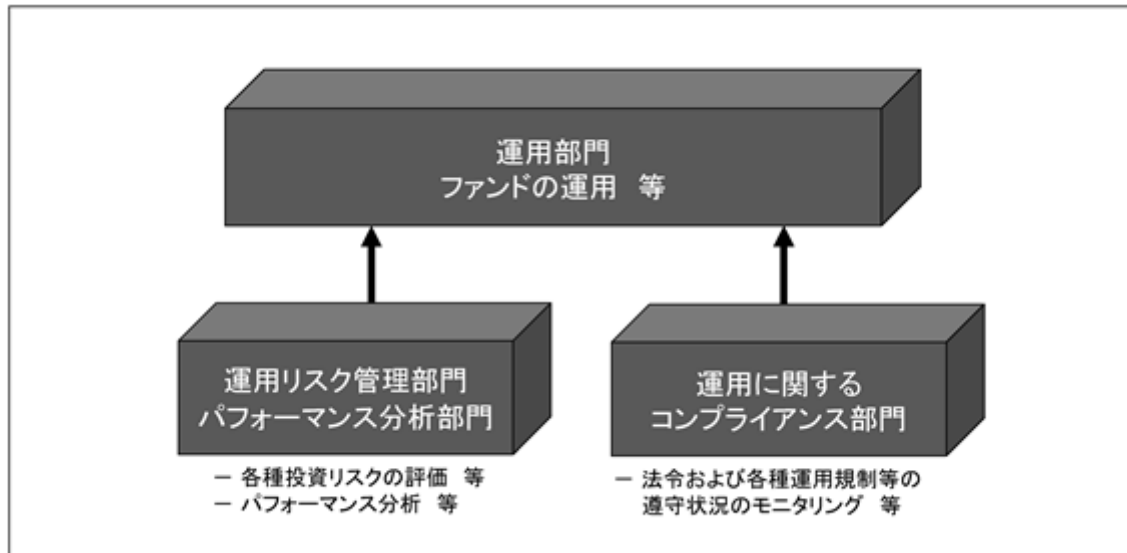 運用部門
ファンドの運用　等
運用リスク管理部門
パフォーマンス分析部門
－ 各種投資リスクの評価　等
－ パフォーマンス分析　等
運用に関する
コンプライアンス部門
－ 法令および各種運用規制等の
遵守状況のモニタリング　等